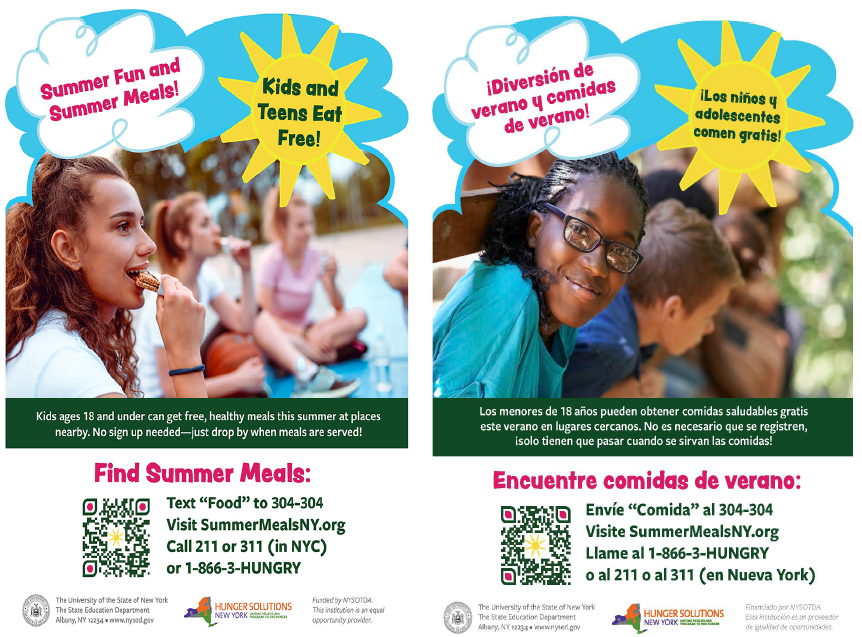 Summer Fun and
Summer Meals!
Kids and
Teens Eat
Free!
Kids ages 18 and under can get free, healthy meals this summer at places
nearby. No sign up needed—just drop by when meals are served!
Find Summer Meals:
Text “Food” to 304-304
Visit SummerMealsNY.org
Call 211 or 311 (in NYC)
or 1-866-3-HUNGRY
The University of the State of New York
The State Education Department
Albany, NY 12234 • www.nysed.gov
HUNGER SOLUTIONS
NEW YORK
Funded by NYSOTDA.
This institution is an equal
opportunity provider.
¡Diversión de
verano y comidas
de verano!
¡Los niños y
adolescentes
comen gratis!
Los menores de 18 años pueden obtener comidas saludables gratis
este verano en lugares cercanos. No es necesario que se registren,
¡solo tienen que pasar cuando se sirvan las comidas!
Encuentre comidas de verano:
Envíe “Comida” al 304-304
Visite SummerMealsNY.org
Llame al 1-866-3-HUNGRY
o al 211 o al 311 (en Nueva York)
The University of the State of New York
The State Education Department
Albany, NY 12234 • www.nysed.gov
HUNGER SOLUTIONS
NEW YORK
Financiado por NYSOTDA.
Esta institución es un proveedor
de igualdad de oportunidades.